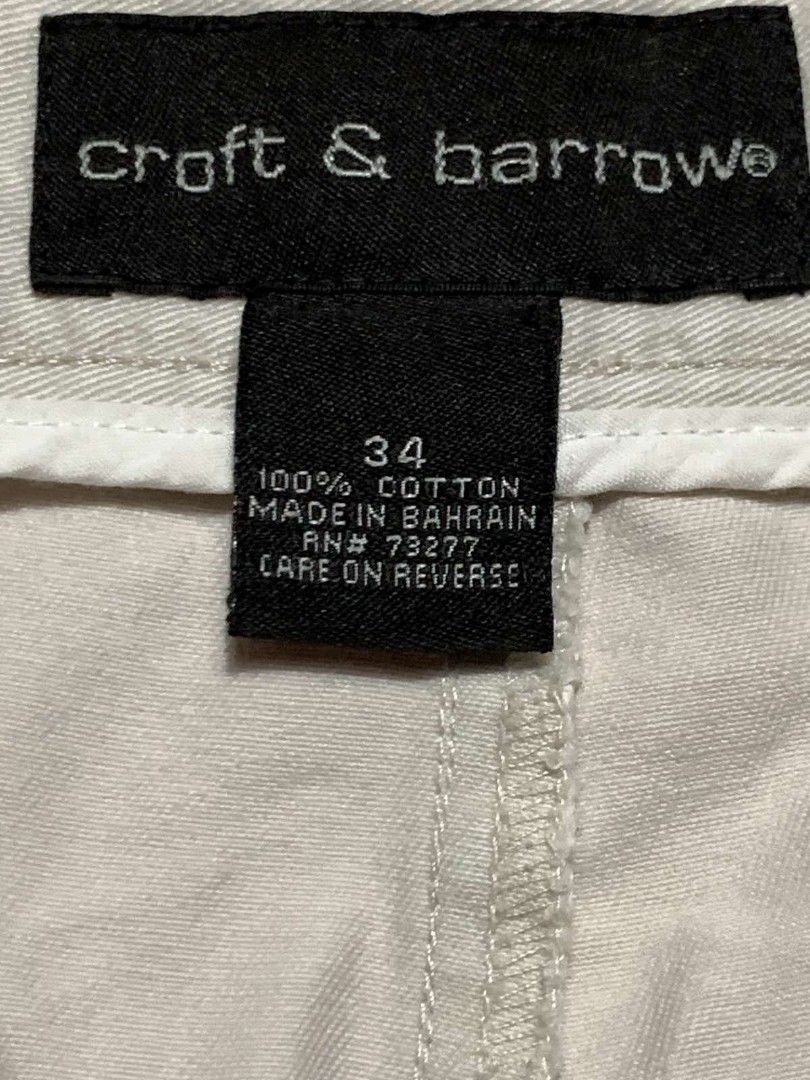 croft & barrow®
34
100% COTTON
MADE IN BAHRAIN
RN# 73277
CARE ON REVERSE